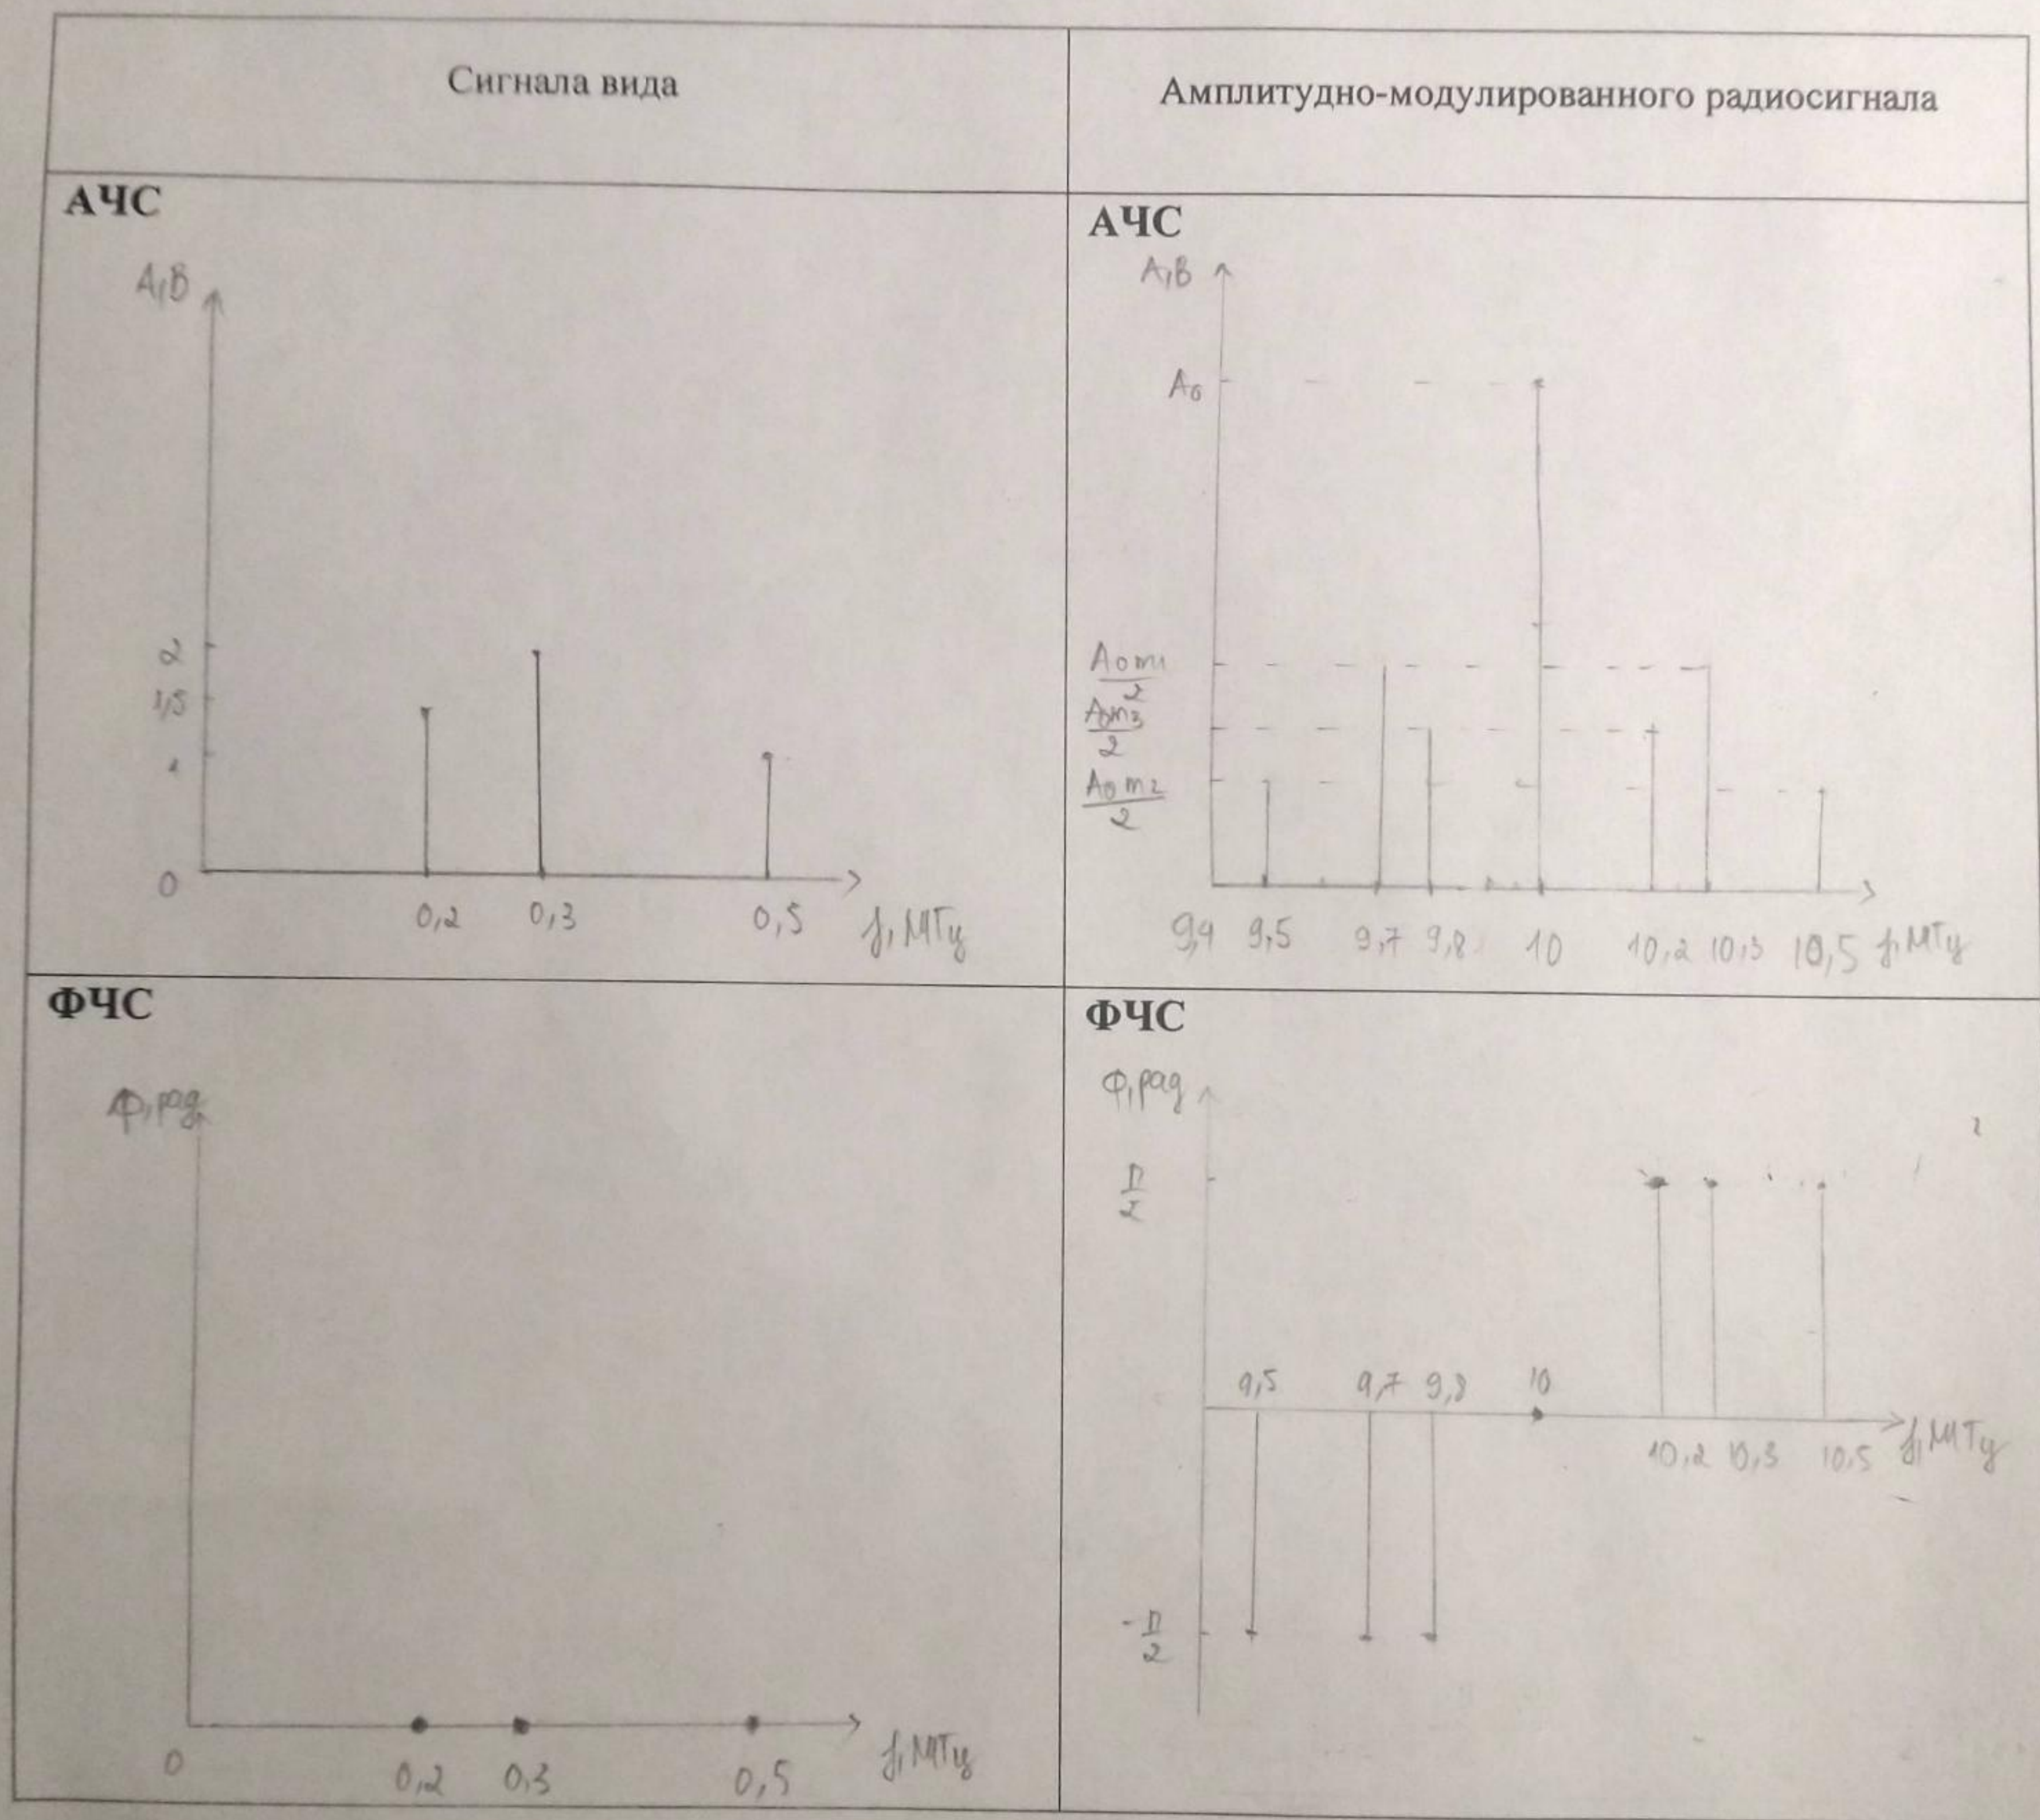 Сигнала вида
Амплитудно-модулированного радиосигнала
АЧС
A,В
2
1,5
1
0
0,2 0,3 0,5 f, МГц
АЧС
A,В
A₀
A₀m₁/2
A₀m₃/2
A₀m₂/2
9,4 9,5 9,7 9,8 10 10,2 10,3 10,5 f, МГц
ФЧС
φ, рад
0
0,2 0,3 0,5 f, МГц
ФЧС
Φ, рад
π/2
9,5 9,7 9,8 10
10,2 10,3 10,5 f, МГц
-π/2